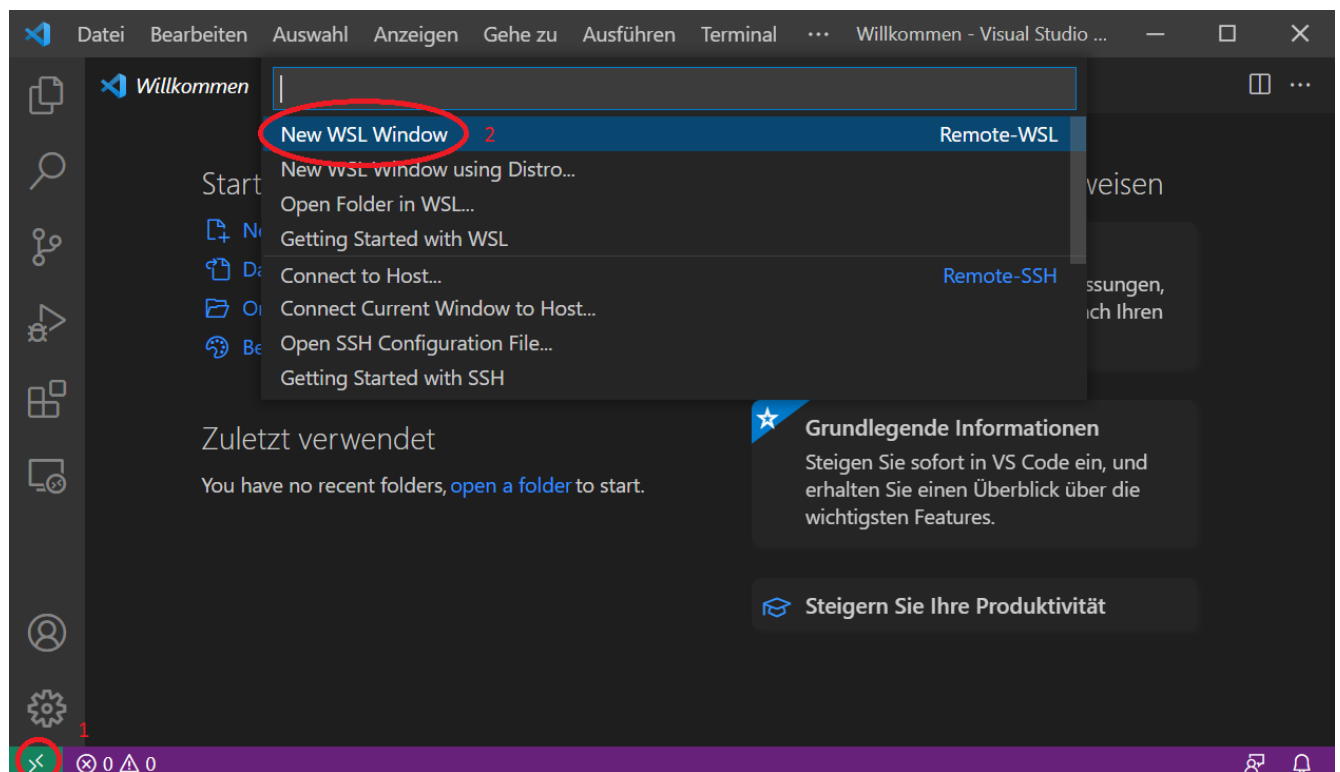 Datei Bearbeiten Auswahl Anzeigen Gehe zu Ausführen Terminal ··· Willkommen - Visual Studio ...
Willkommen
New WSL Window 2 Remote-WSL
New WSL Window using Distro...
Open Folder in WSL...
Getting Started with WSL
Connect to Host... Remote-SSH
Connect Current Window to Host...
Open SSH Configuration File...
Getting Started with SSH
Start
veisen
ssungen,
Ihren
Zuletzt verwendet
You have no recent folders, open a folder to start.
Grundlegende Informationen
Steigen Sie sofort in VS Code ein, und
erhalten Sie einen Überblick über die
wichtigsten Features.
Steigern Sie Ihre Produktivität
1
0 0